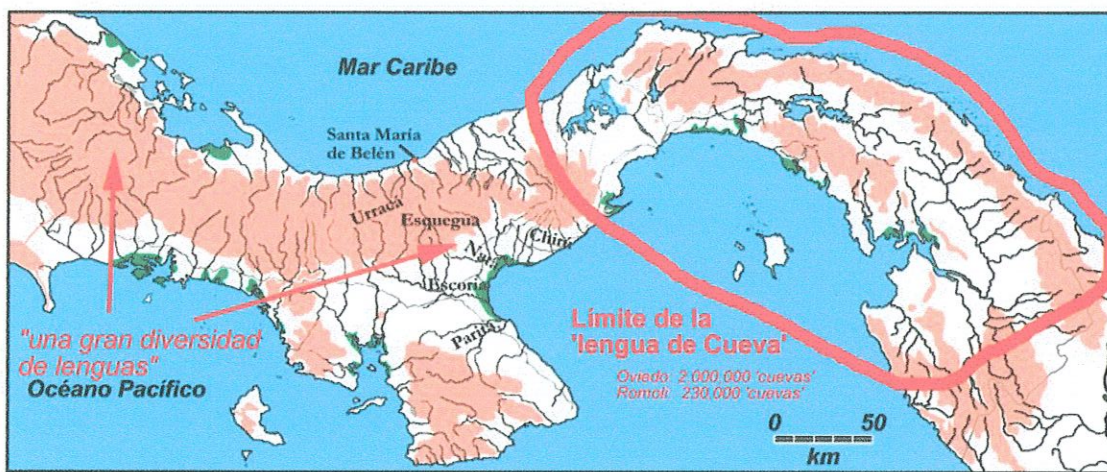 Mar Caribe
Santa María
de Belén
Urraca
Esquegua
Chirú
Natá
Escoria
Parita
"una gran diversidad
de lenguas"
Océano Pacífico
Límite de la
'lengua de Cueva'
Oviedo: 2,000,000 'cuevas'
Romoli: 230,000 'cuevas'
0 50
km